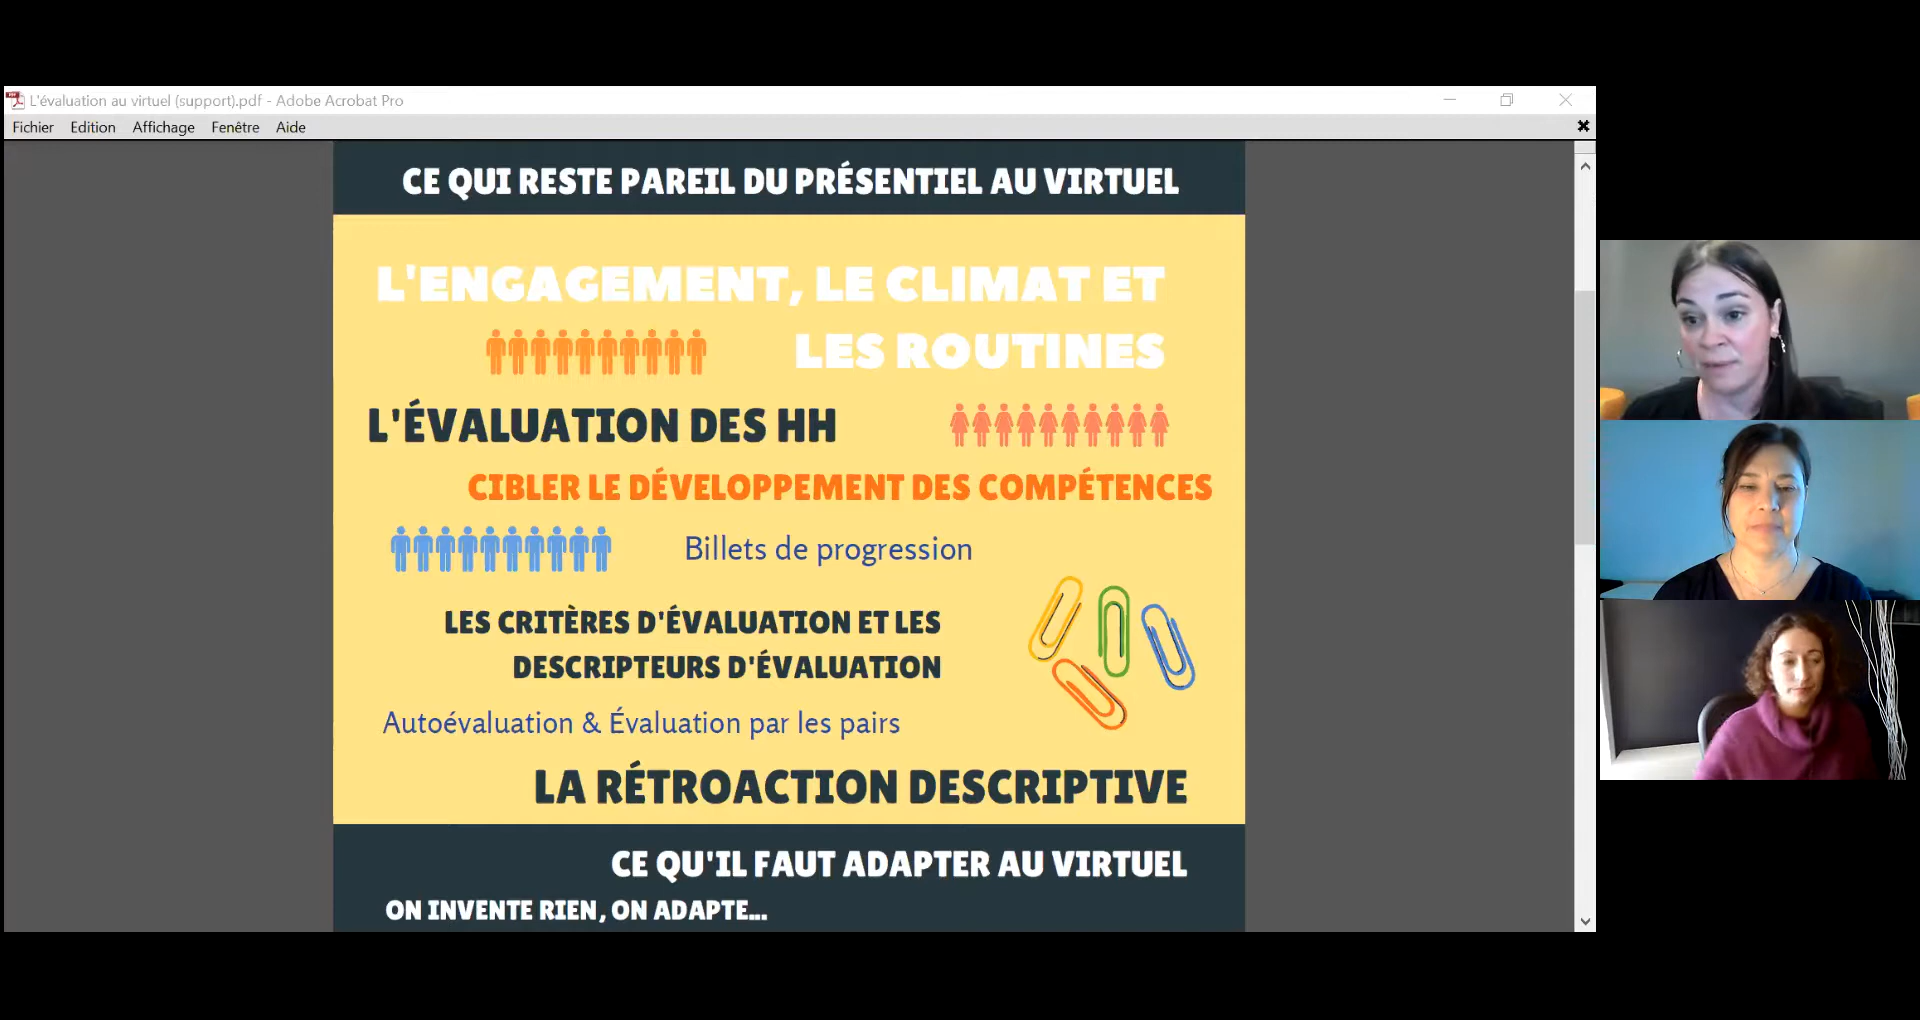 L'évaluation au virtuel (support).pdf - Adobe Acrobat Pro
Fichier Edition Affichage Fenêtre Aide
CE QUI RESTE PAREIL DU PRÉSENTIEL AU VIRTUEL
L'ENGAGEMENT, LE CLIMAT ET
LES ROUTINES
L'ÉVALUATION DES HH
CIBLER LE DÉVELOPPEMENT DES COMPÉTENCES
Billets de progression
LES CRITÈRES D'ÉVALUATION ET LES
DESCRIPTEURS D'ÉVALUATION
Autoévaluation & Évaluation par les pairs
LA RÉTROACTION DESCRIPTIVE
CE QU'IL FAUT ADAPTER AU VIRTUEL
ON INVENTE RIEN, ON ADAPTE...